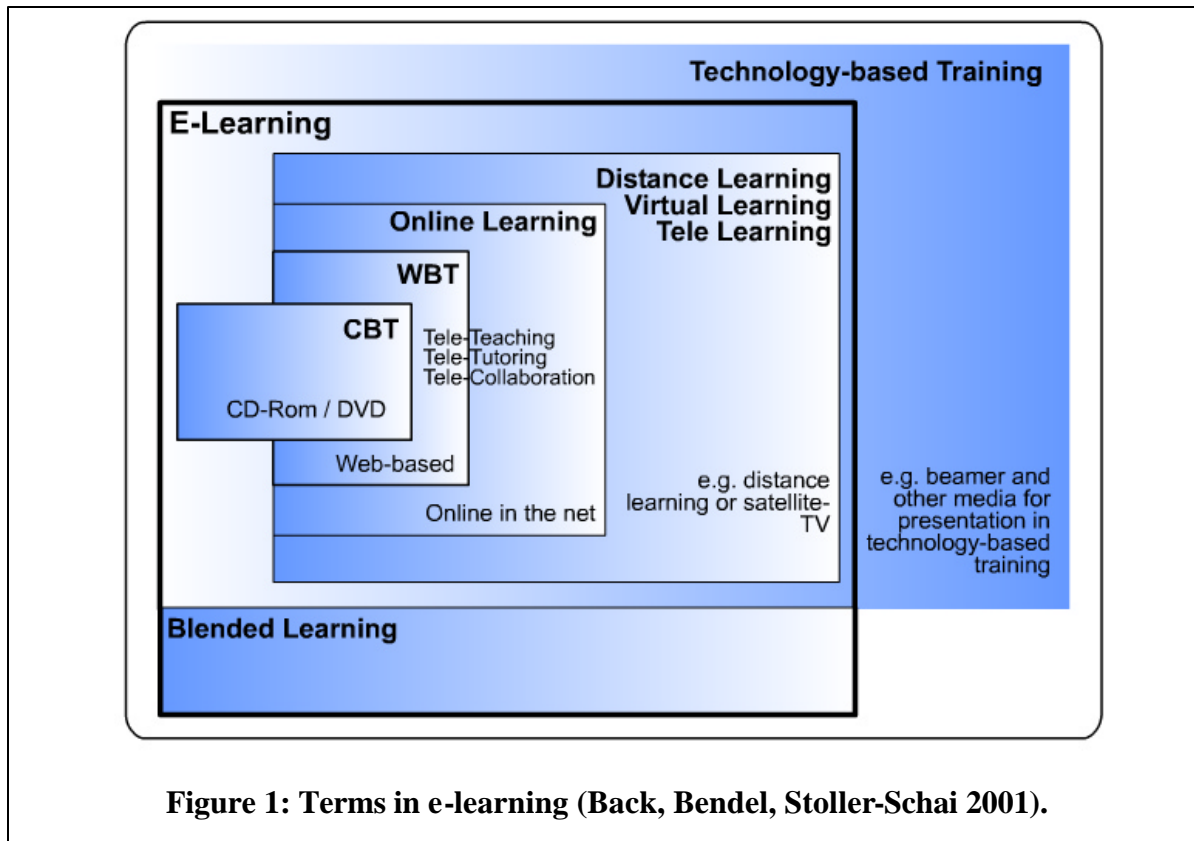 Technology-based Training
E-Learning
Distance Learning
Virtual Learning
Tele Learning
Online Learning
WBT
CBT
Tele-Teaching
Tele-Tutoring
Tele-Collaboration
CD-Rom / DVD
Web-based
Online in the net
e.g. distance
learning or satellite-
TV
e.g. beamer and
other media for
presentation in
technology-based
training
Blended Learning
Figure 1: Terms in e-learning (Back, Bendel, Stoller-Schai 2001).